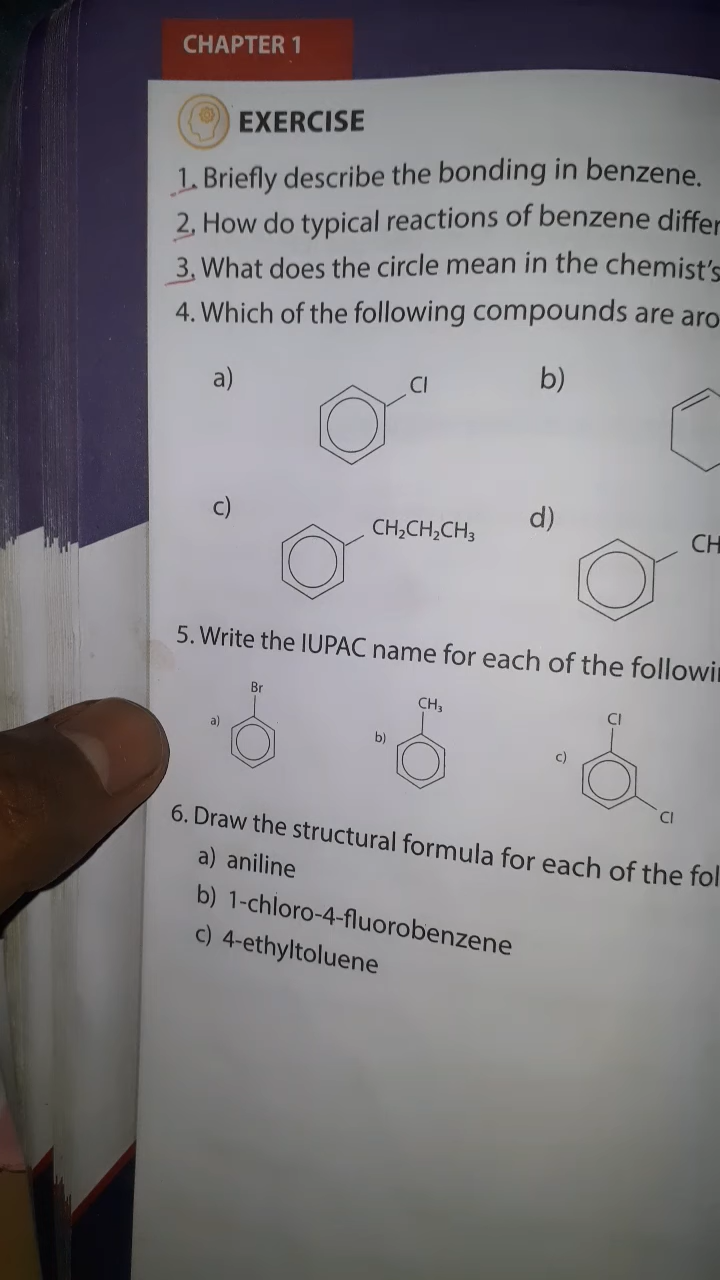 CHAPTER 1
EXERCISE
1. Briefly describe the bonding in benzene.
2. How do typical reactions of benzene differ
3. What does the circle mean in the chemist's
4. Which of the following compounds are
a) Cl b)
c) CH₂CH₂CH₃ d) CH
5. Write the IUPAC name for each of the
a) Br b) CH₃ c) Cl Cl
6. Draw the structural formula for each of the
a) aniline
b) 1-chloro-4-fluorobenzene
c) 4-ethyltoluene